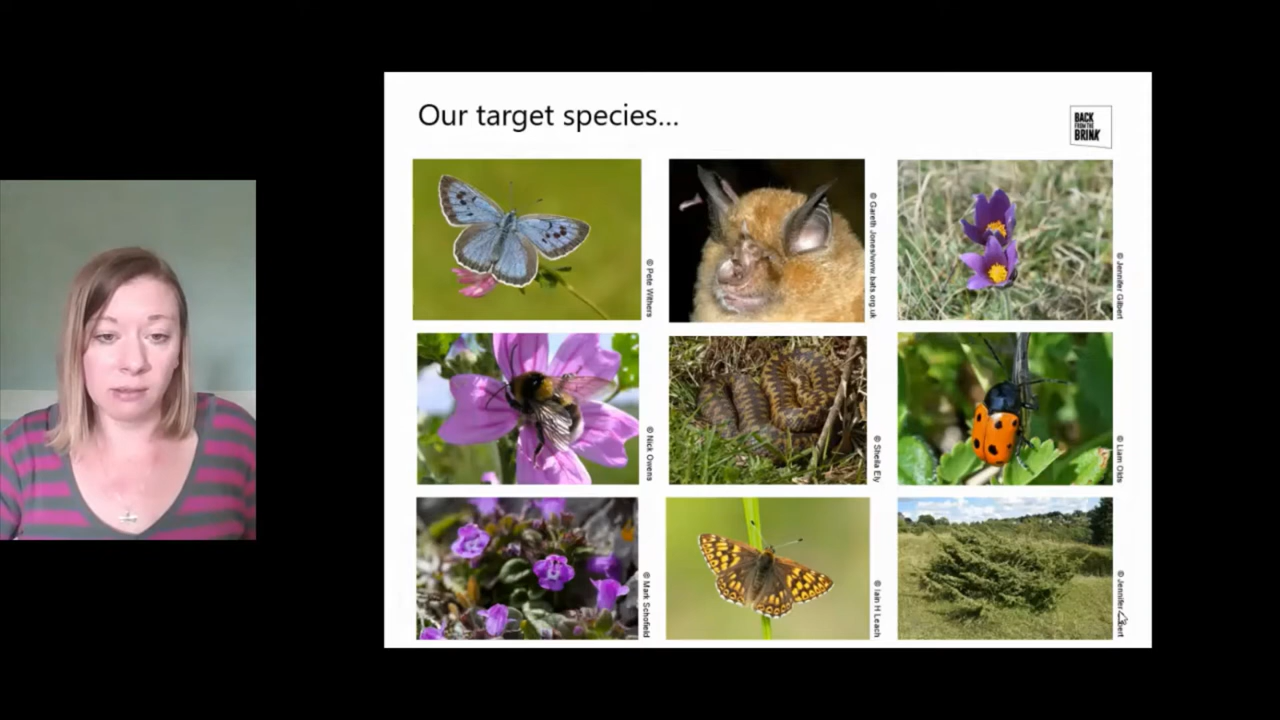 Our target species...
BACK
FROM THE
BRINK
© Pete Withers
© Gareth Jones/www.bats.org.uk
© Jennifer Gilbert
© Nick Owens
© Sheila Ely
© Liam Olds
© Mark Schofield
© Iain H Leach
© Jennifer